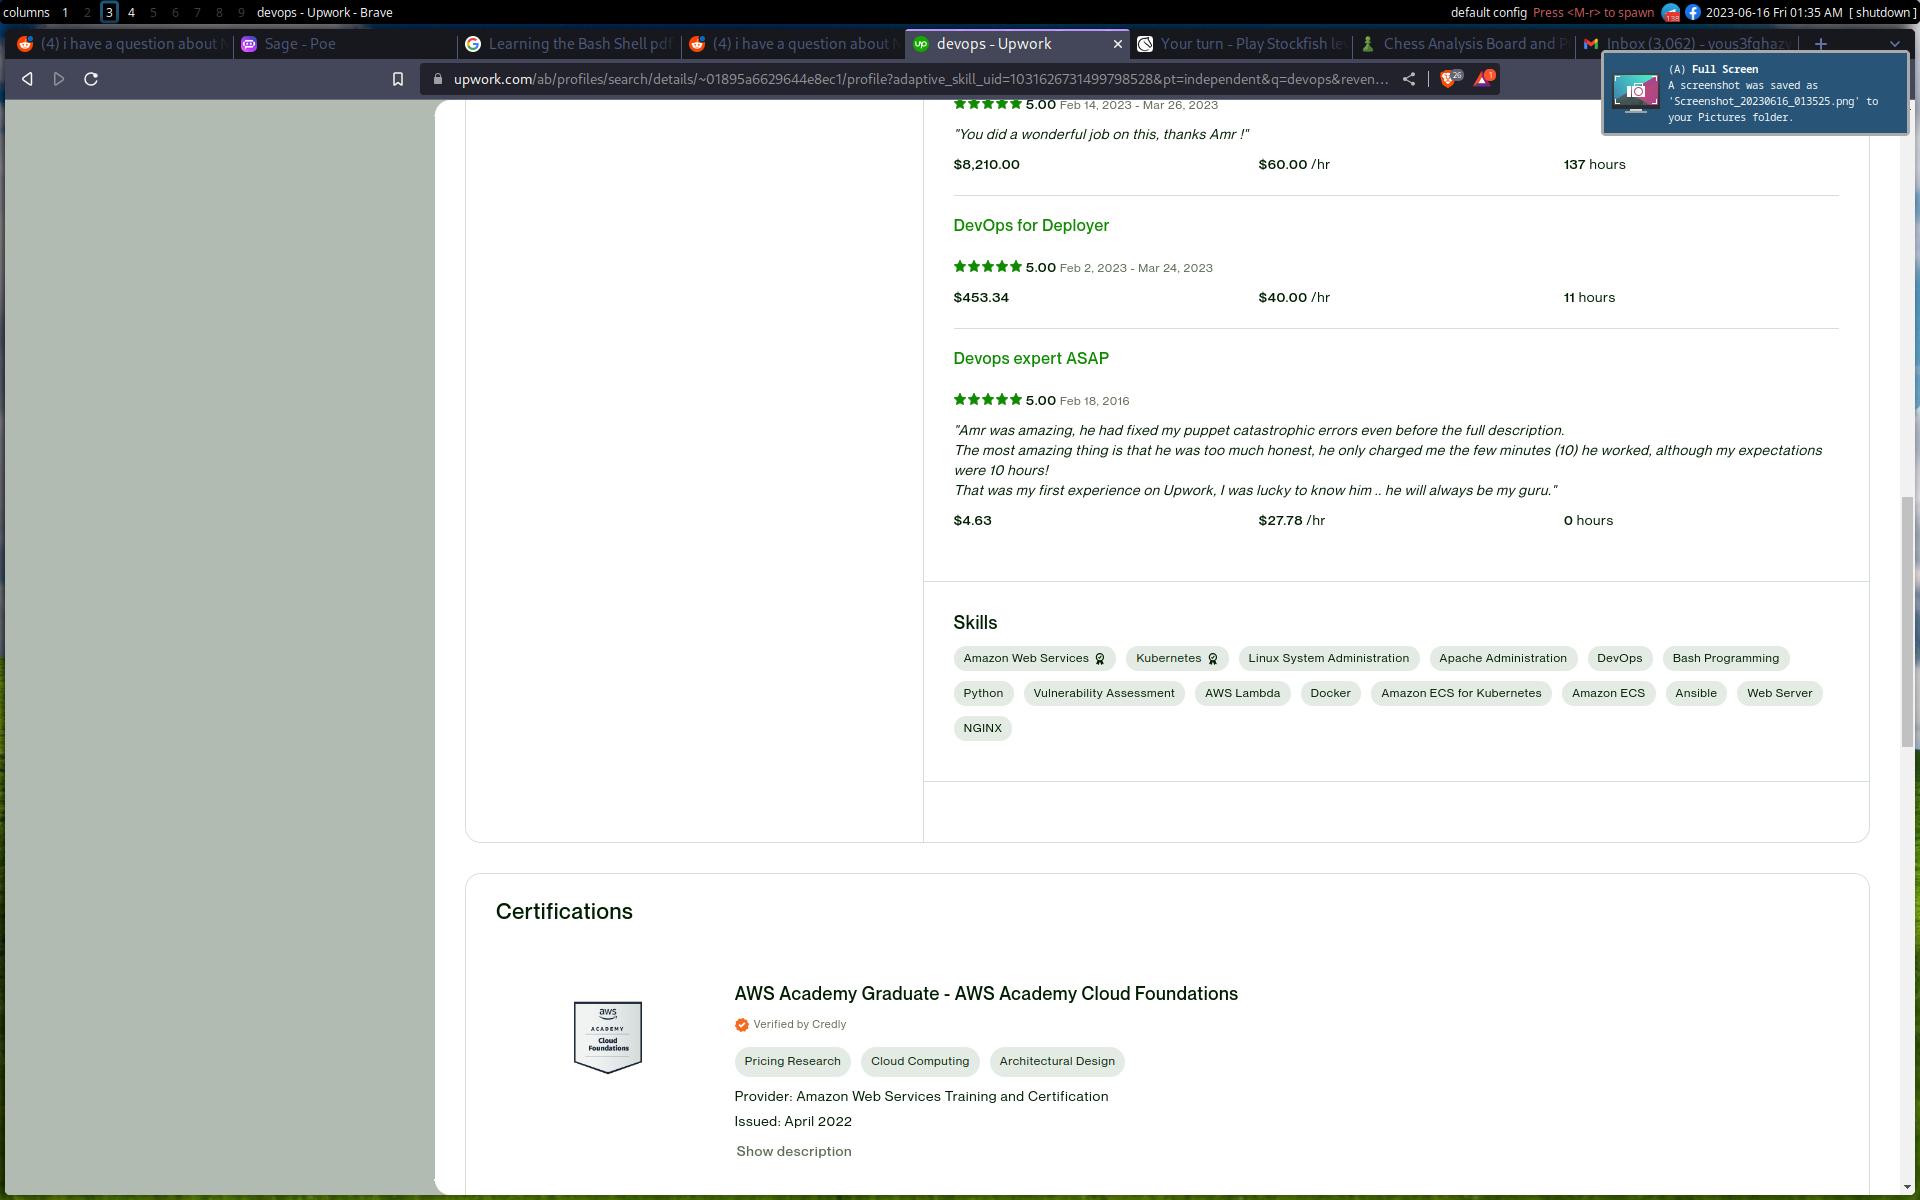 columns 1 2 3 4 5 6 7 8 9 devops - Upwork - Brave
default config Press <M-r> to spawn 138 2023-06-16 Fri 01:35 AM [ shutdown ]
(4) i have a question about N
Sage - Poe
Learning the Bash Shell pdf
(4) i have a question about N
devops - Upwork
Your turn - Play Stockfish le
Chess Analysis Board and P
Inbox (3,062) - yous3fghazy
upwork.com/ab/profiles/search/details/~01895a6629644e8ec1/profile?adaptive_skill_uid=1031626731499798528&pt=independent&q=devops&reven...
26
1
(A) Full Screen
A screenshot was saved as
'Screenshot_20230616_013525.png' to
your Pictures folder.
5.00 Feb 14, 2023 - Mar 26, 2023
"You did a wonderful job on this, thanks Amr !"
$8,210.00 $60.00 /hr 137 hours
DevOps for Deployer
5.00 Feb 2, 2023 - Mar 24, 2023
$453.34 $40.00 /hr 11 hours
Devops expert ASAP
5.00 Feb 18, 2016
"Amr was amazing, he had fixed my puppet catastrophic errors even before the full description.
The most amazing thing is that he was too much honest, he only charged me the few minutes (10) he worked, although my expectations
were 10 hours!
That was my first experience on Upwork, I was lucky to know him .. he will always be my guru."
$4.63 $27.78 /hr 0 hours
Skills
Amazon Web Services Kubernetes Linux System Administration Apache Administration DevOps Bash Programming
Python Vulnerability Assessment AWS Lambda Docker Amazon ECS for Kubernetes Amazon ECS Ansible Web Server
NGINX
Certifications
aws
ACADEMY
Cloud
Foundations
AWS Academy Graduate - AWS Academy Cloud Foundations
Verified by Credly
Pricing Research Cloud Computing Architectural Design
Provider: Amazon Web Services Training and Certification
Issued: April 2022
Show description